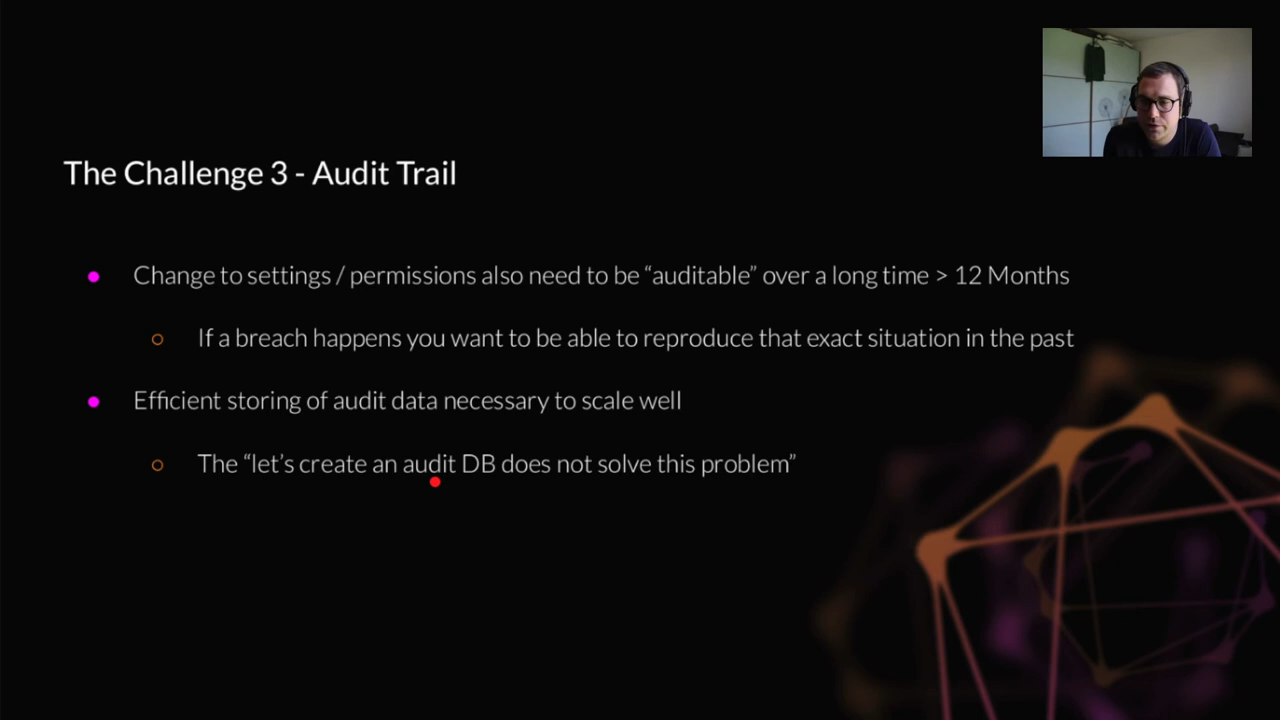 The Challenge 3 - Audit Trail
Change to settings / permissions also need to be “auditable” over a long time > 12 Months
If a breach happens you want to be able to reproduce that exact situation in the past
Efficient storing of audit data necessary to scale well
The “let’s create an audit DB does not solve this problem”